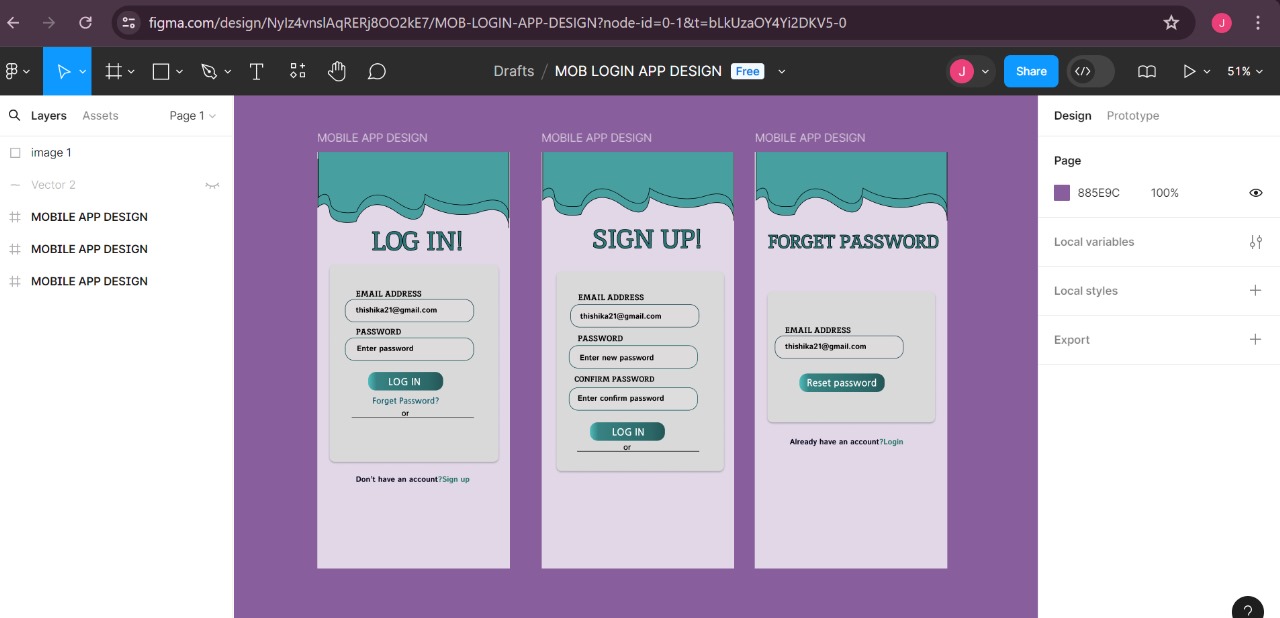 figma.com/design/NyIz4vnslAqRERj8OO2kE7/MOB-LOGIN-APP-DESIGN?node-id=0-1&t=bLkUzaOY4Yi2DKV5-0
J
Drafts / MOB LOGIN APP DESIGN Free
J
Share
51%
Layers
Assets
Page 1
image 1
Vector 2
MOBILE APP DESIGN
MOBILE APP DESIGN
MOBILE APP DESIGN
MOBILE APP DESIGN
LOG IN!
EMAIL ADDRESS
thishika21@gmail.com
PASSWORD
Enter password
LOG IN
Forget Password?
or
Don't have an account?Sign up
MOBILE APP DESIGN
SIGN UP!
EMAIL ADDRESS
thishika21@gmail.com
PASSWORD
Enter new password
CONFIRM PASSWORD
Enter confirm password
LOG IN
or
MOBILE APP DESIGN
FORGET PASSWORD
EMAIL ADDRESS
thishika21@gmail.com
Reset password
Already have an account?Login
Design
Prototype
Page
885E9C 100%
Local variables
Local styles
Export
?